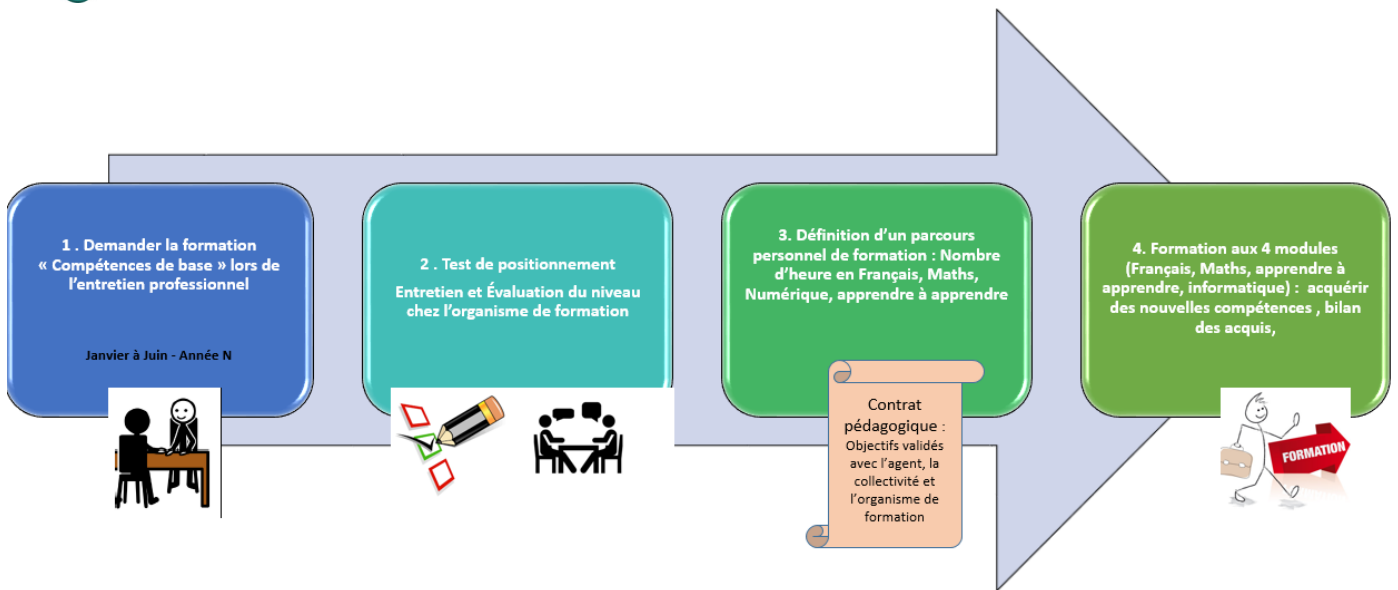 1 . Demander la formation
« Compétences de base » lors de
l’entretien professionnel
Janvier à Juin - Année N
2 . Test de positionnement
Entretien et Évaluation du niveau
chez l’organisme de formation
3. Définition d’un parcours
personnel de formation : Nombre
d’heure en Français, Maths,
Numérique, apprendre à apprendre
Contrat
pédagogique :
Objectifs validés
avec l’agent, la
collectivité et
l’organisme de
formation
4. Formation aux 4 modules
(Français, Maths, apprendre à
apprendre, informatique) : acquérir
des nouvelles compétences , bilan
des acquis,
FORMATION